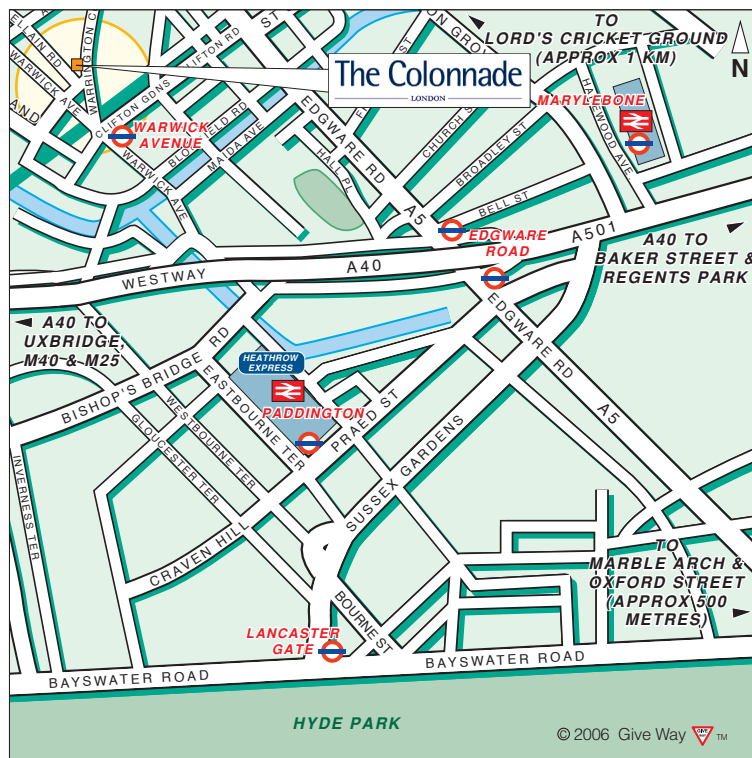 TO
LORD'S CRICKET GROUND
(APPROX 1 KM)
N
The Colonnade
LONDON
WARRINGTON C
WARWICK AVE
CLIFTON GDNS
CLIFTON RD
AND
WARWICK
AVENUE
BLOMFIELD RD
MAIDA AVE
WARWICK AVE
EDGWARE RD
A5
HALL PL
CHURCH S
BROADLEY ST
BELL ST
MARYLEBONE
HAREWOOD AVE
EDGWARE
ROAD
A501
A40 TO
BAKER STREET &
REGENTS PARK
WESTWAY
A40
A40 TO
UXBRIDGE,
M40 & M25
BISHOP'S BRIDGE RD
HEATHROW
EXPRESS
PADDINGTON
EASTBOURNE TER
WESTBOURNE TER
GLOUCESTER TER
INVERNESS TER
PRAED ST
SUSSEX GARDENS
EDGWARE RD
A5
CRAVEN HILL
TO
MARBLE ARCH &
OXFORD STREET
(APPROX 500
METRES)
LANCASTER
GATE
BOURNE ST
BAYSWATER ROAD
BAYSWATER ROAD
HYDE PARK
© 2006 Give Way
GIVE
WAY
TM